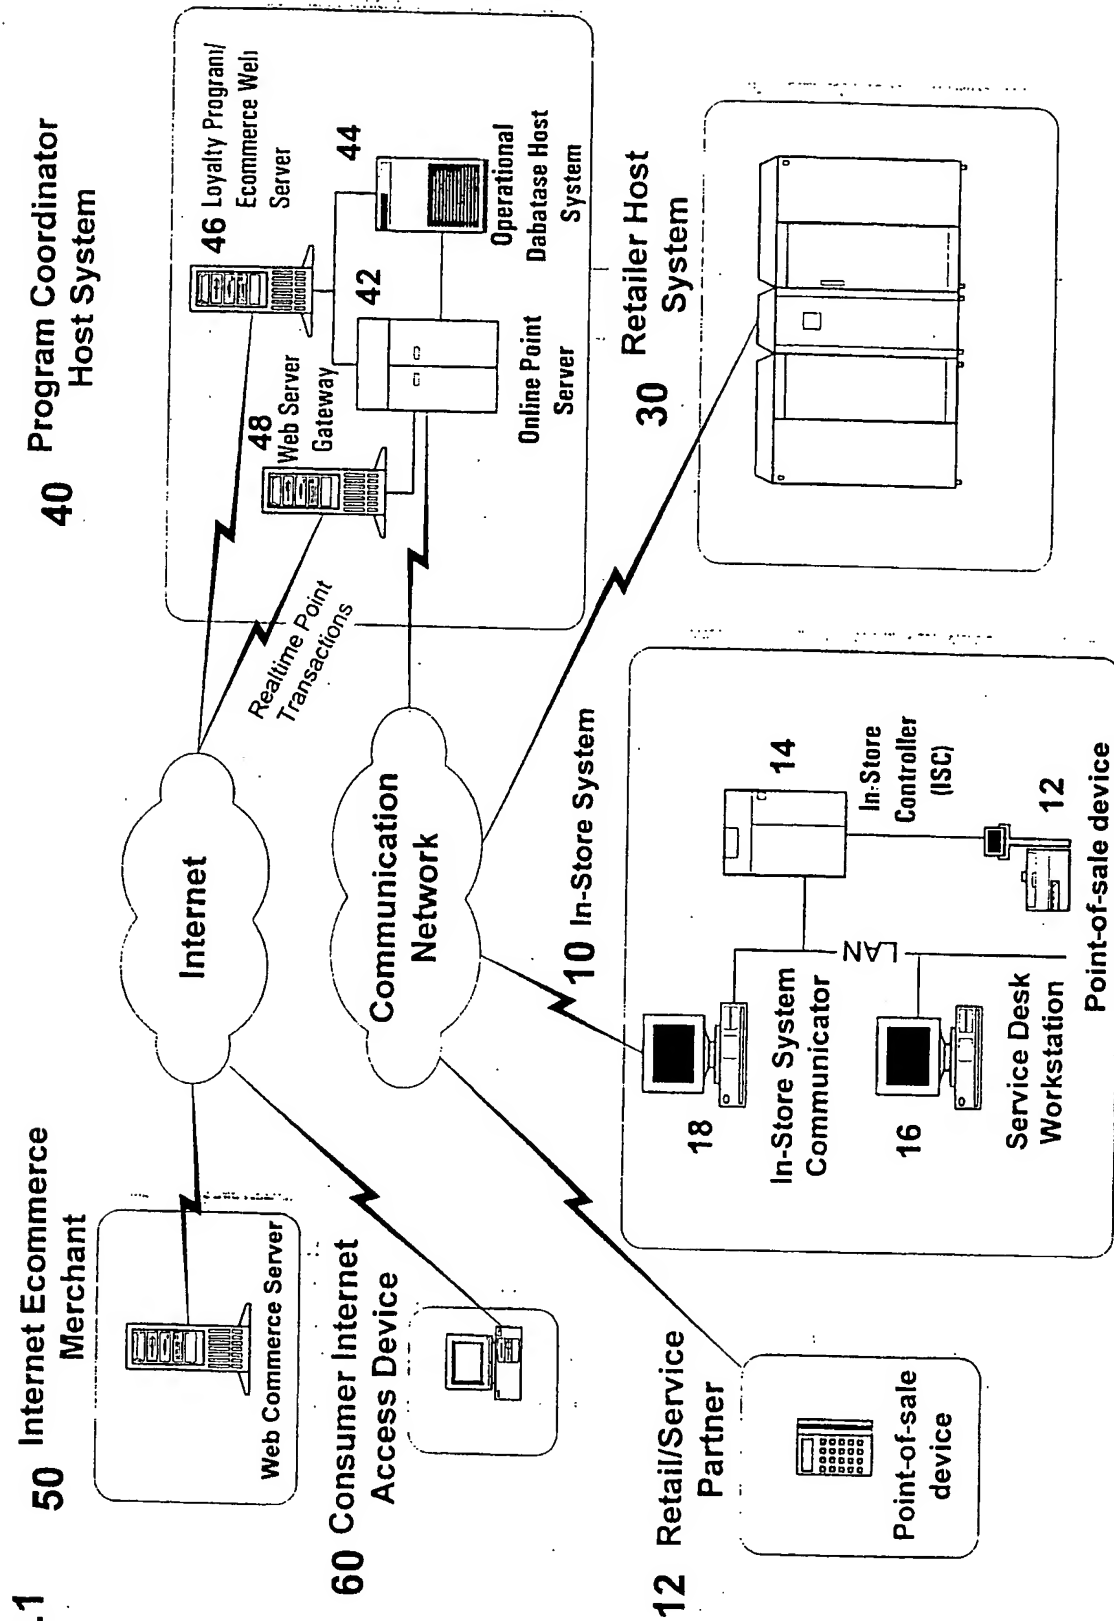 .1
50 Internet Ecommerce
Merchant
Web Commerce Server
60 Consumer Internet
Access Device
12 Retail/Service
Partner
Point-of-sale
device
Internet
Communication
Network
Realtime Point
Transactions
40 Program Coordinator
Host System
46 Loyalty Program/
Ecommerce Web
Server
48
Web Server
Gateway
42
Online Point
Server
44
Operational
Dabatase Host
System
30 Retailer Host
System
10 In-Store System
18
In-Store System
Communicator
LAN
16
Service Desk
Workstation
14
In-Store
Controller
(ISC)
12
Point-of-sale device